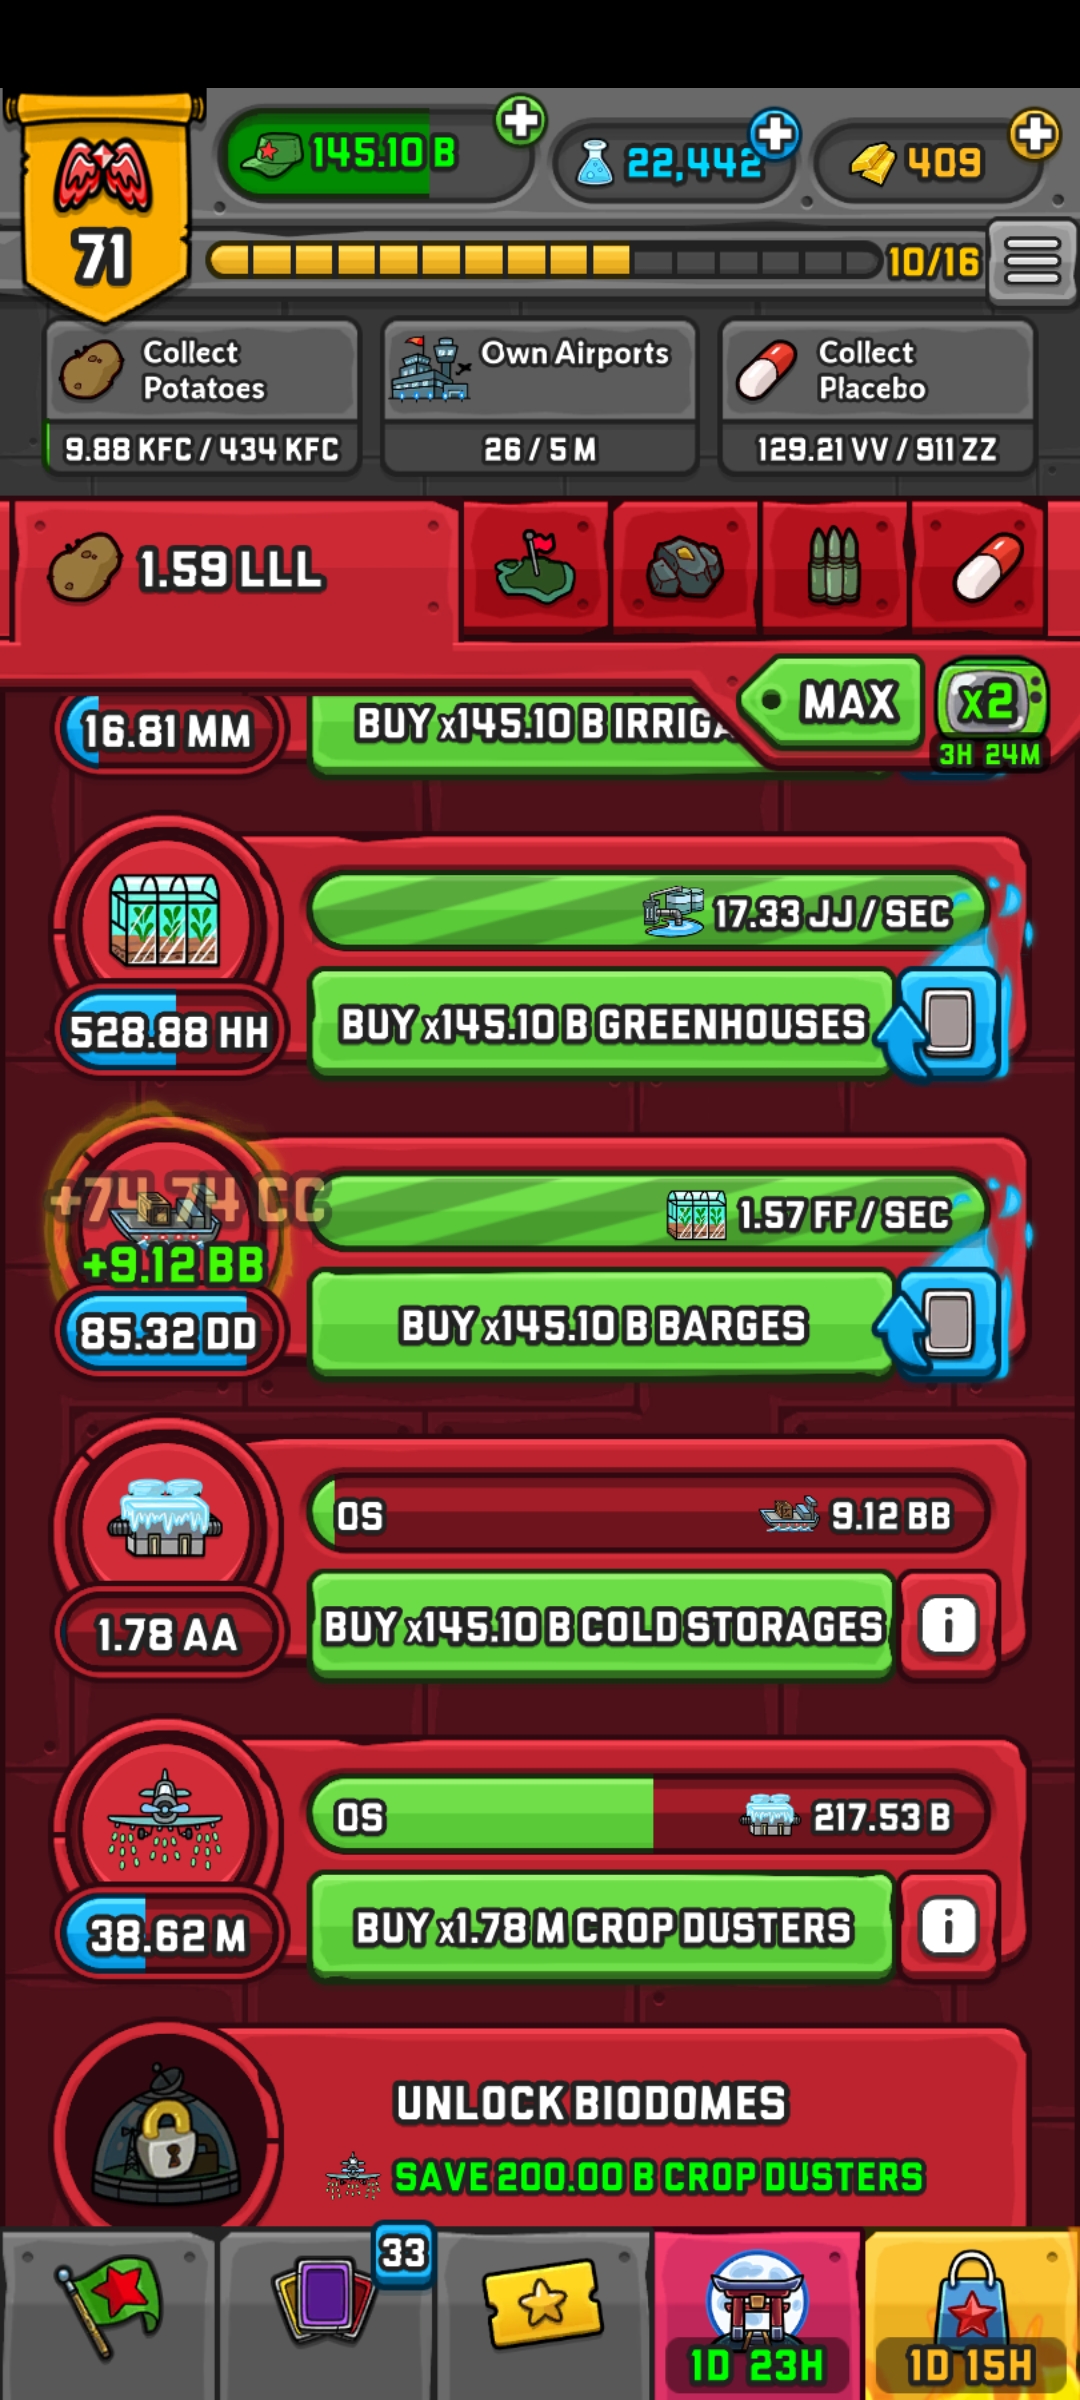 145.10 B
22,442
409
71
10/16
Collect
Potatoes
Own Airports
Collect
Placebo
9.88 KFC / 434 KFC
26 / 5 M
129.21 VV / 911 ZZ
1.59 LLL
MAX
x2
3H 24M
16.81 MM
BUY x145.10 B IRRIGA
17.33 JJ / SEC
528.88 HH
BUY x145.10 B GREENHOUSES
+74.74 CC
1.57 FF / SEC
+9.12 BB
85.32 DD
BUY x145.10 B BARGES
0S
9.12 BB
1.78 AA
BUY x145.10 B COLD STORAGES
i
0S
217.53 B
38.62 M
BUY x1.78 M CROP DUSTERS
i
UNLOCK BIODOMES
SAVE 200.00 B CROP DUSTERS
33
1D 23H
1D 15H